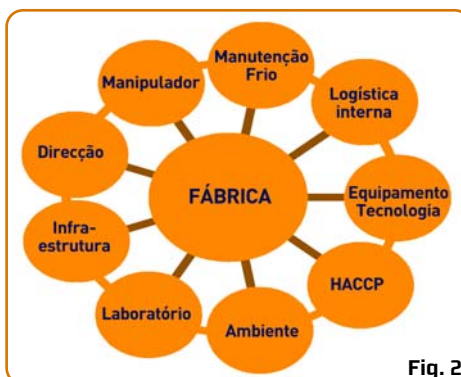 Manutenção
Frio
Manipulador
Logística
interna
Direcção
FÁBRICA
Equipamento
Tecnologia
Infra-
estrutura
HACCP
Laboratório
Ambiente
Fig. 2